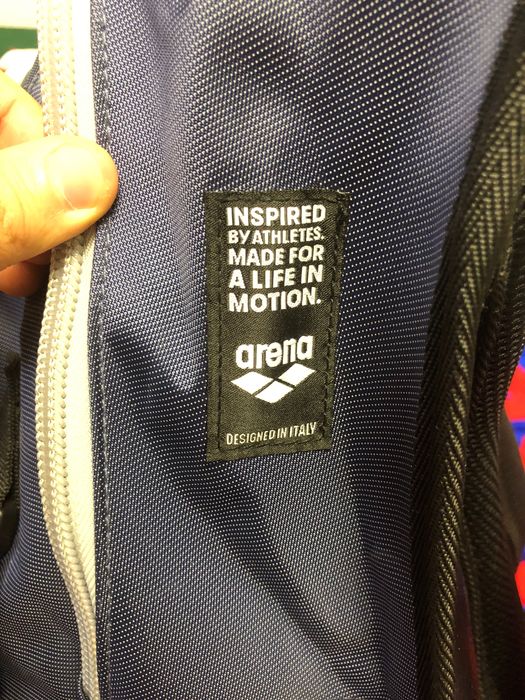 INSPIRED
BY ATHLETES.
MADE FOR
A LIFE IN
MOTION.
arena
DESIGNED IN ITALY